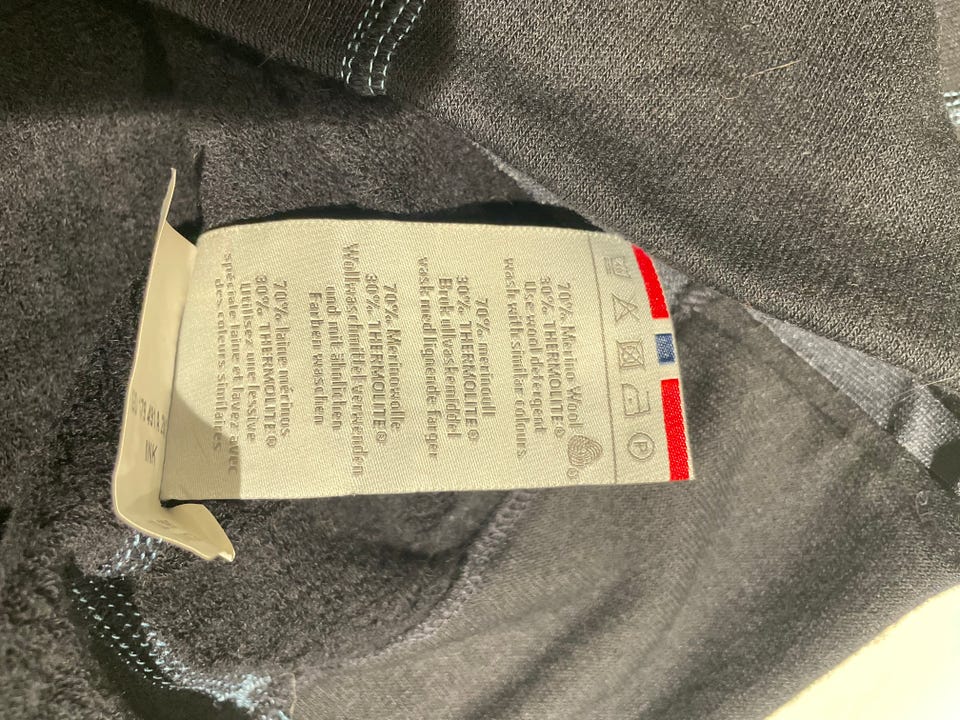 70% Merino Wool
30% THERMOLITE®
Use wool detergent
wash with similar colours
70% merinoull
30% THERMOLITE®
Bruk ullvaskemiddel
vask med lignende farger
70% Merinowolle
30% THERMOLITE®
Wollwaschmittel verwenden
und mit ähnlichen
Farben waschen
70% laine mérinos
30% THERMOLITE®
Utilisez une lessive
spéciale laine et lavez avec
des couleurs similaires
INK